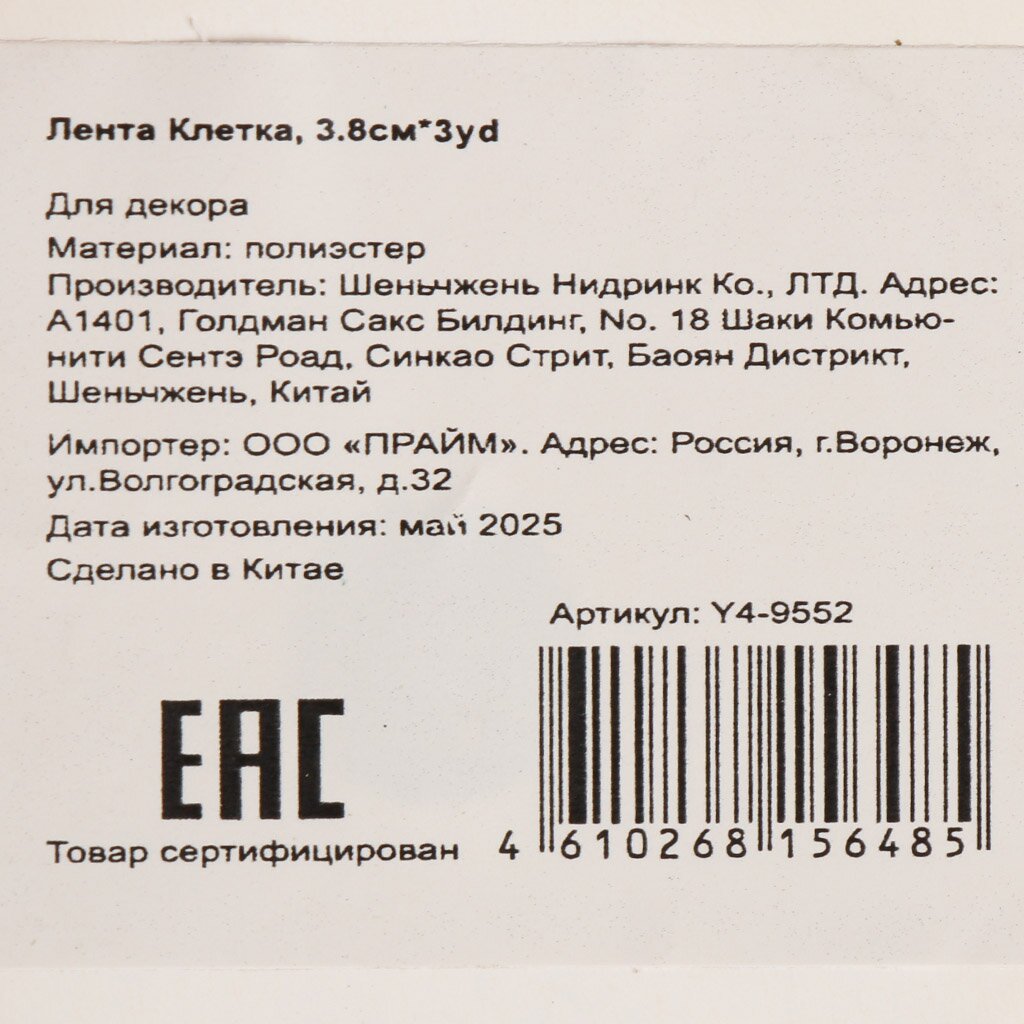 Лента Клетка, 3.8см*3yd
Для декора
Материал: полиэстер
Производитель: Шеньчжень Нидринк Ко., ЛТД. Адрес:
А1401, Голдман Сакс Билдинг, No. 18 Шаки Комью-
нити Сентэ Роад, Синкао Стрит, Баоян Дистрикт,
Шеньчжень, Китай
Импортер: ООО «ПРАЙМ». Адрес: Россия, г.Воронеж,
ул.Волгоградская, д.32
Дата изготовления: май 2025
Сделано в Китае
Артикул: Y4-9552
EAC
Товар сертифицирован
4 610268 156485